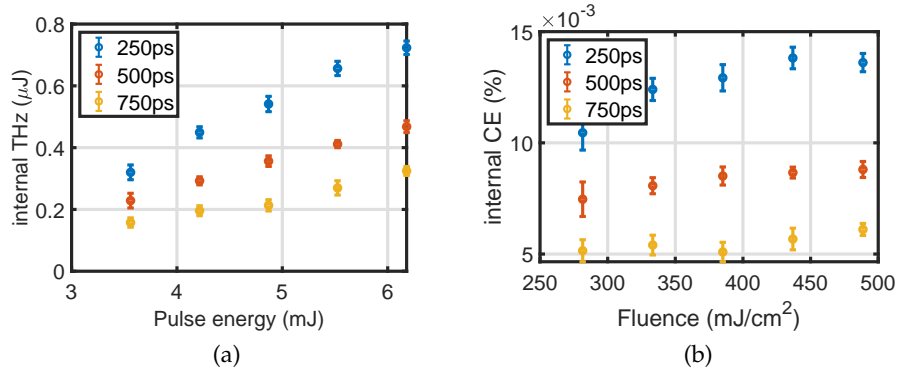 0.8
0.6
0.4
0.2
0
internal THz (μJ)
250ps
500ps
750ps
3
4
5
6
Pulse energy (mJ)
(a)
×10⁻³
15
10
5
internal CE (%)
250ps
500ps
750ps
250
300
350
400
450
500
Fluence (mJ/cm²)
(b)